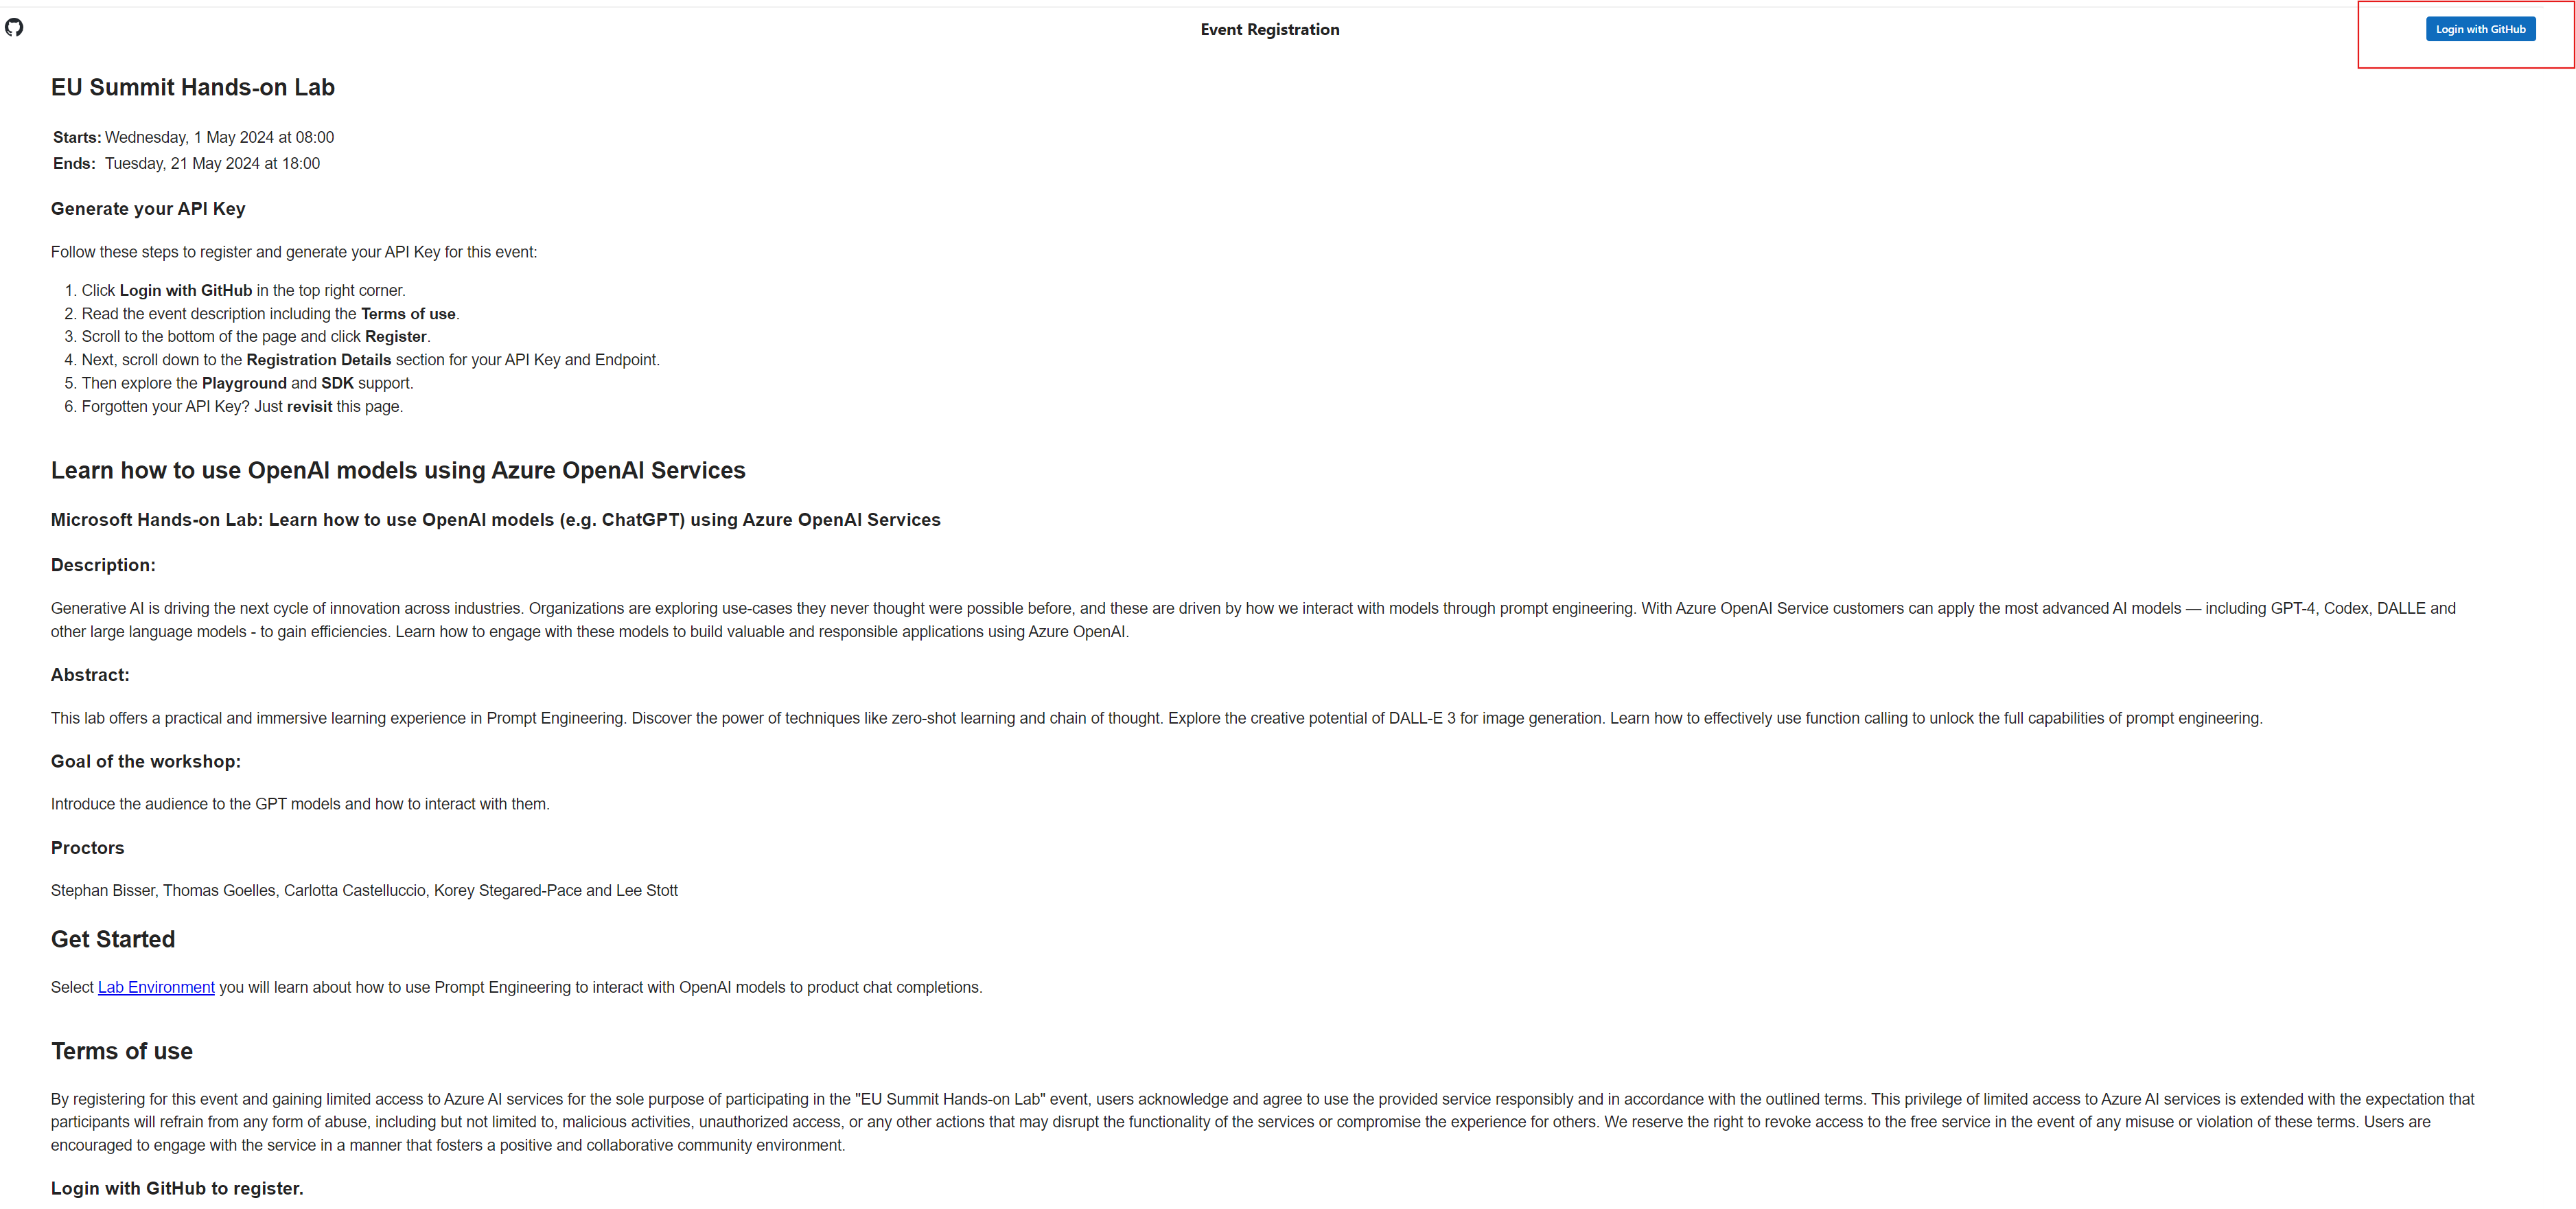 Event Registration
Login with GitHub
EU Summit Hands-on Lab
Starts: Wednesday, 1 May 2024 at 08:00
Ends: Tuesday, 21 May 2024 at 18:00
Generate your API Key
Follow these steps to register and generate your API Key for this event:
1. Click Login with GitHub in the top right corner.
2. Read the event description including the Terms of use.
3. Scroll to the bottom of the page and click Register.
4. Next, scroll down to the Registration Details section for your API Key and Endpoint.
5. Then explore the Playground and SDK support.
6. Forgotten your API Key? Just revisit this page.
Learn how to use OpenAI models using Azure OpenAI Services
Microsoft Hands-on Lab: Learn how to use OpenAI models (e.g. ChatGPT) using Azure OpenAI Services
Description:
Generative AI is driving the next cycle of innovation across industries. Organizations are exploring use-cases they never thought were possible before, and these are driven by how we interact with models through prompt engineering. With Azure OpenAI Service customers can apply the most advanced AI models — including GPT-4, Codex, DALLE and
other large language models - to gain efficiencies. Learn how to engage with these models to build valuable and responsible applications using Azure OpenAI.
Abstract:
This lab offers a practical and immersive learning experience in Prompt Engineering. Discover the power of techniques like zero-shot learning and chain of thought. Explore the creative potential of DALL-E 3 for image generation. Learn how to effectively use function calling to unlock the full capabilities of prompt engineering.
Goal of the workshop:
Introduce the audience to the GPT models and how to interact with them.
Proctors
Stephan Bisser, Thomas Goelles, Carlotta Castelluccio, Korey Stegared-Pace and Lee Stott
Get Started
Select Lab Environment you will learn about how to use Prompt Engineering to interact with OpenAI models to product chat completions.
Terms of use
By registering for this event and gaining limited access to Azure AI services for the sole purpose of participating in the "EU Summit Hands-on Lab" event, users acknowledge and agree to use the provided service responsibly and in accordance with the outlined terms. This privilege of limited access to Azure AI services is extended with the expectation that
participants will refrain from any form of abuse, including but not limited to, malicious activities, unauthorized access, or any other actions that may disrupt the functionality of the services or compromise the experience for others. We reserve the right to revoke access to the free service in the event of any misuse or violation of these terms. Users are
encouraged to engage with the service in a manner that fosters a positive and collaborative community environment.
Login with GitHub to register.